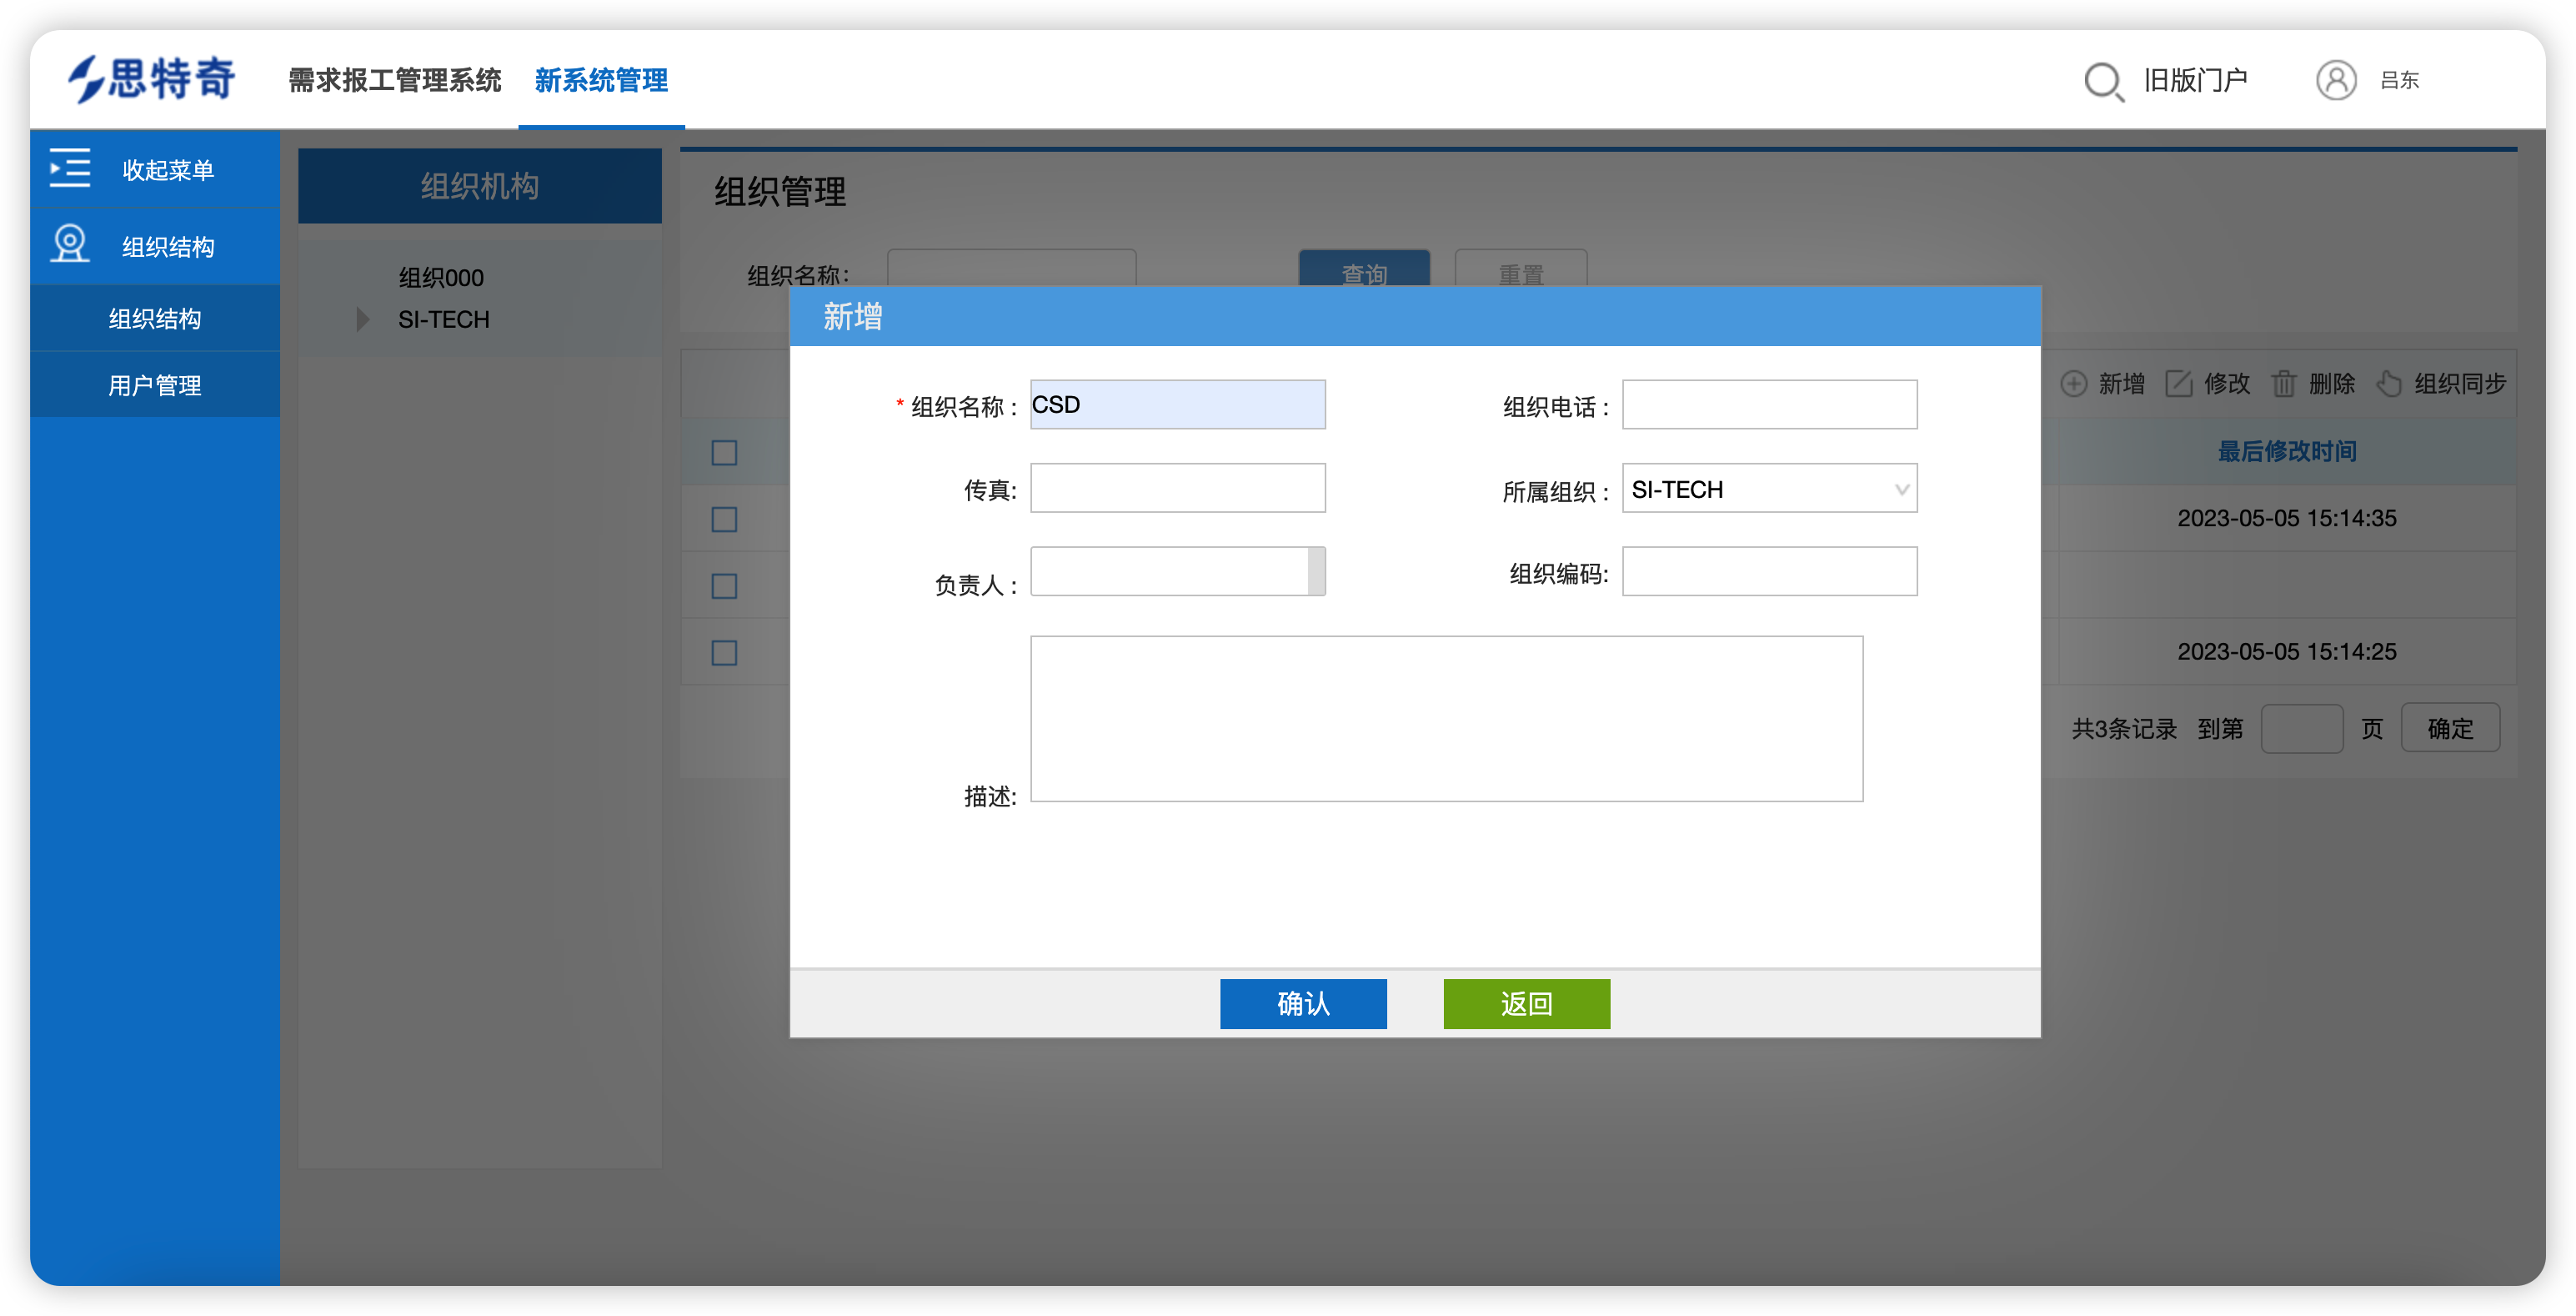 思特奇 需求报工管理系统 新系统管理 旧版门户 吕东
收起菜单
组织结构
组织结构
用户管理
组织机构
组织000
SI-TECH
组织管理
组织名称: 查询 重置
新增 修改 删除 组织同步
最后修改时间
2023-05-05 15:14:35
2023-05-05 15:14:25
共3条记录 到第 页 确定
新增
* 组织名称: CSD 组织电话:
传真: 所属组织: SI-TECH
负责人: 组织编码:
描述:
确认 返回